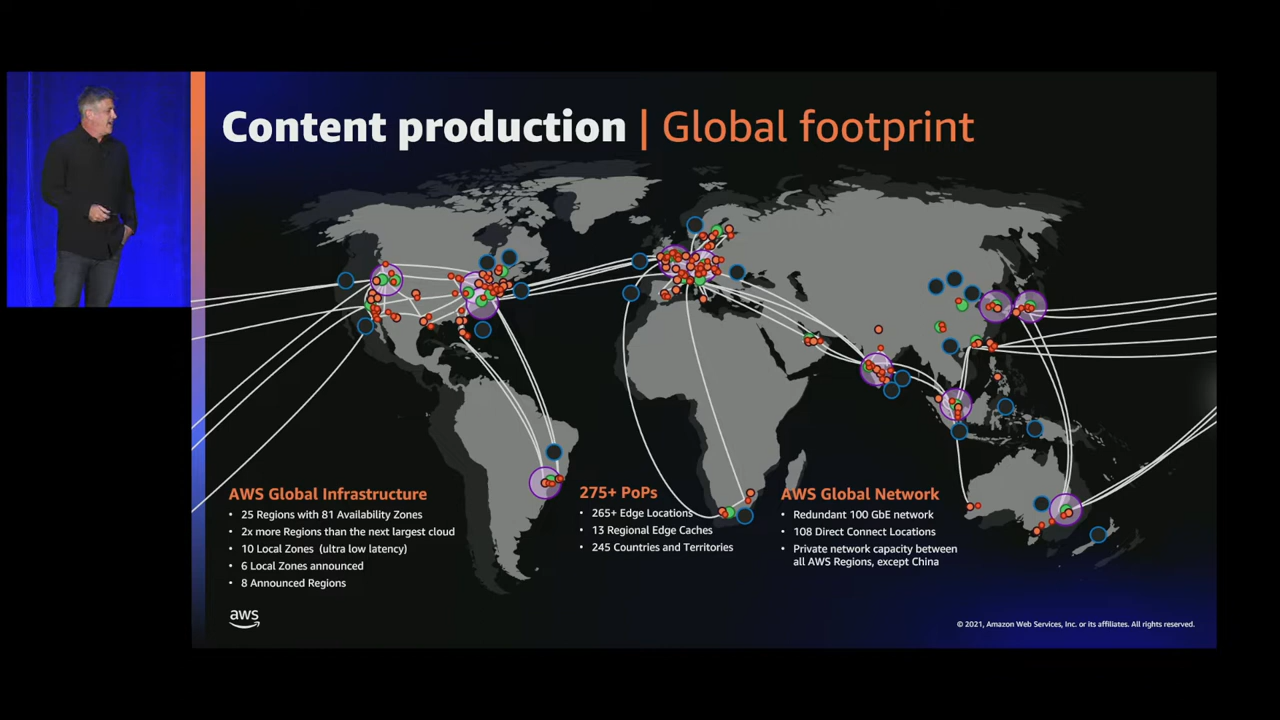 Content production | Global footprint
AWS Global Infrastructure
• 25 Regions with 81 Availability Zones
• 2x more Regions than the next largest cloud
• 10 Local Zones (ultra low latency)
• 6 Local Zones announced
• 8 Announced Regions
275+ PoPs
• 265+ Edge Locations
• 13 Regional Edge Caches
• 245 Countries and Territories
AWS Global Network
• Redundant 100 GbE network
• 108 Direct Connect Locations
• Private network capacity between
all AWS Regions, except China
aws
© 2021, Amazon Web Services, Inc. or its affiliates. All rights reserved.